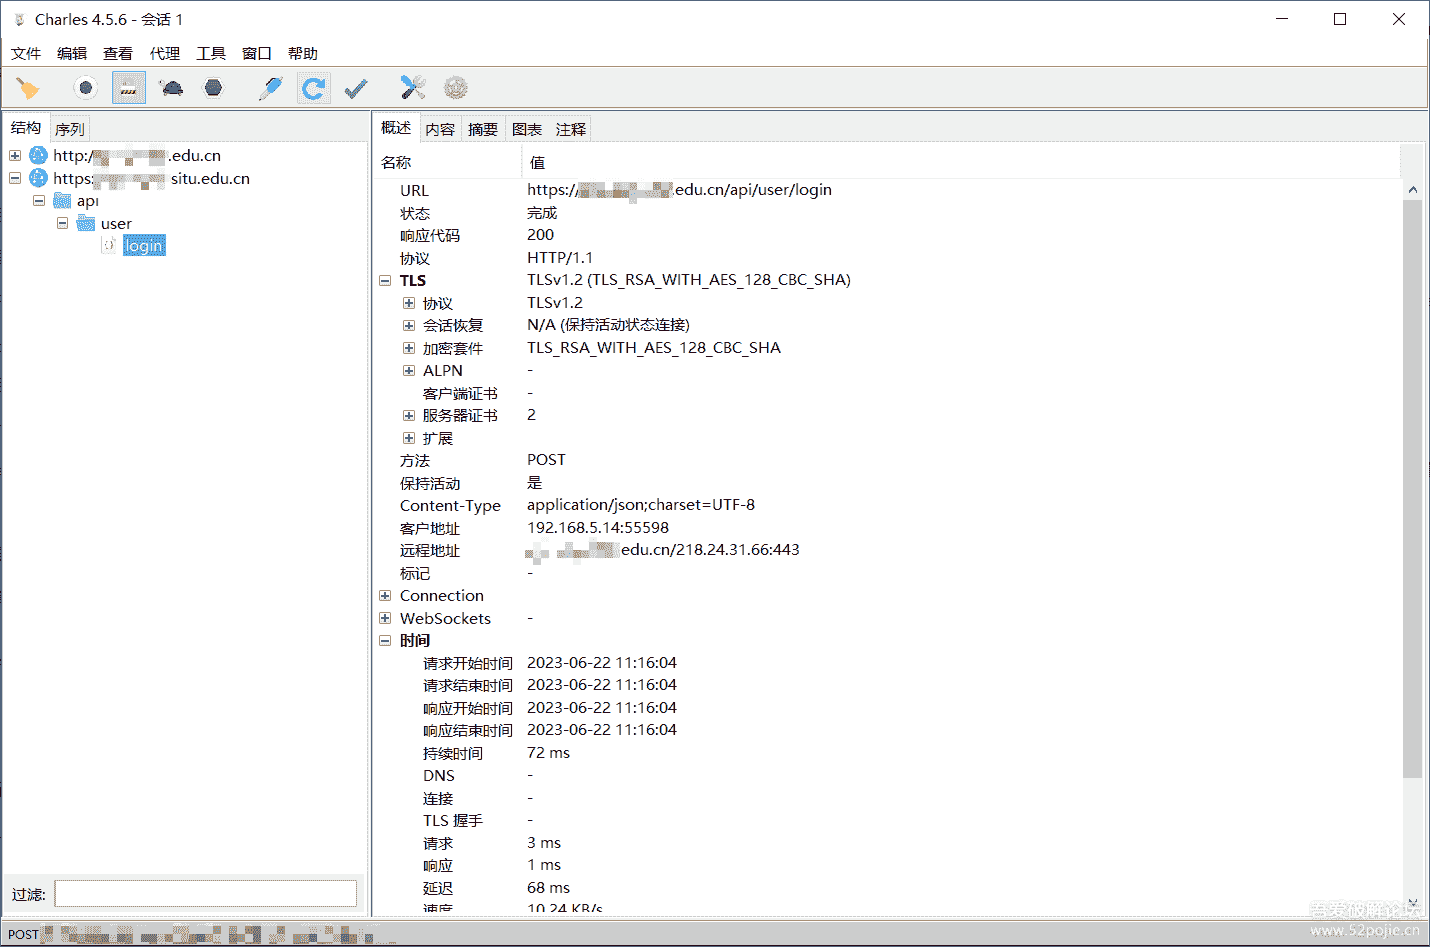 Charles 4.5.6 - 会话 1
文件 编辑 查看 代理 工具 窗口 帮助
结构 序列
http:/ .edu.cn
https: situ.edu.cn
api
user
login
过滤:
概述 内容 摘要 图表 注释
名称 值
URL https:// .edu.cn/api/user/login
状态 完成
响应代码 200
协议 HTTP/1.1
TLS TLSv1.2 (TLS_RSA_WITH_AES_128_CBC_SHA)
协议 TLSv1.2
会话恢复 N/A (保持活动状态连接)
加密套件 TLS_RSA_WITH_AES_128_CBC_SHA
ALPN -
客户端证书 -
服务器证书 2
扩展
方法 POST
保持活动 是
Content-Type application/json;charset=UTF-8
客户地址 192.168.5.14:55598
远程地址 edu.cn/218.24.31.66:443
标记 -
Connection
WebSockets -
时间
请求开始时间 2023-06-22 11:16:04
请求结束时间 2023-06-22 11:16:04
响应开始时间 2023-06-22 11:16:04
响应结束时间 2023-06-22 11:16:04
持续时间 72 ms
DNS -
连接 -
TLS 握手 -
请求 3 ms
响应 1 ms
延迟 68 ms
速度 10.24 KB/s
POST
吾爱破解论坛
www.52pojie.cn